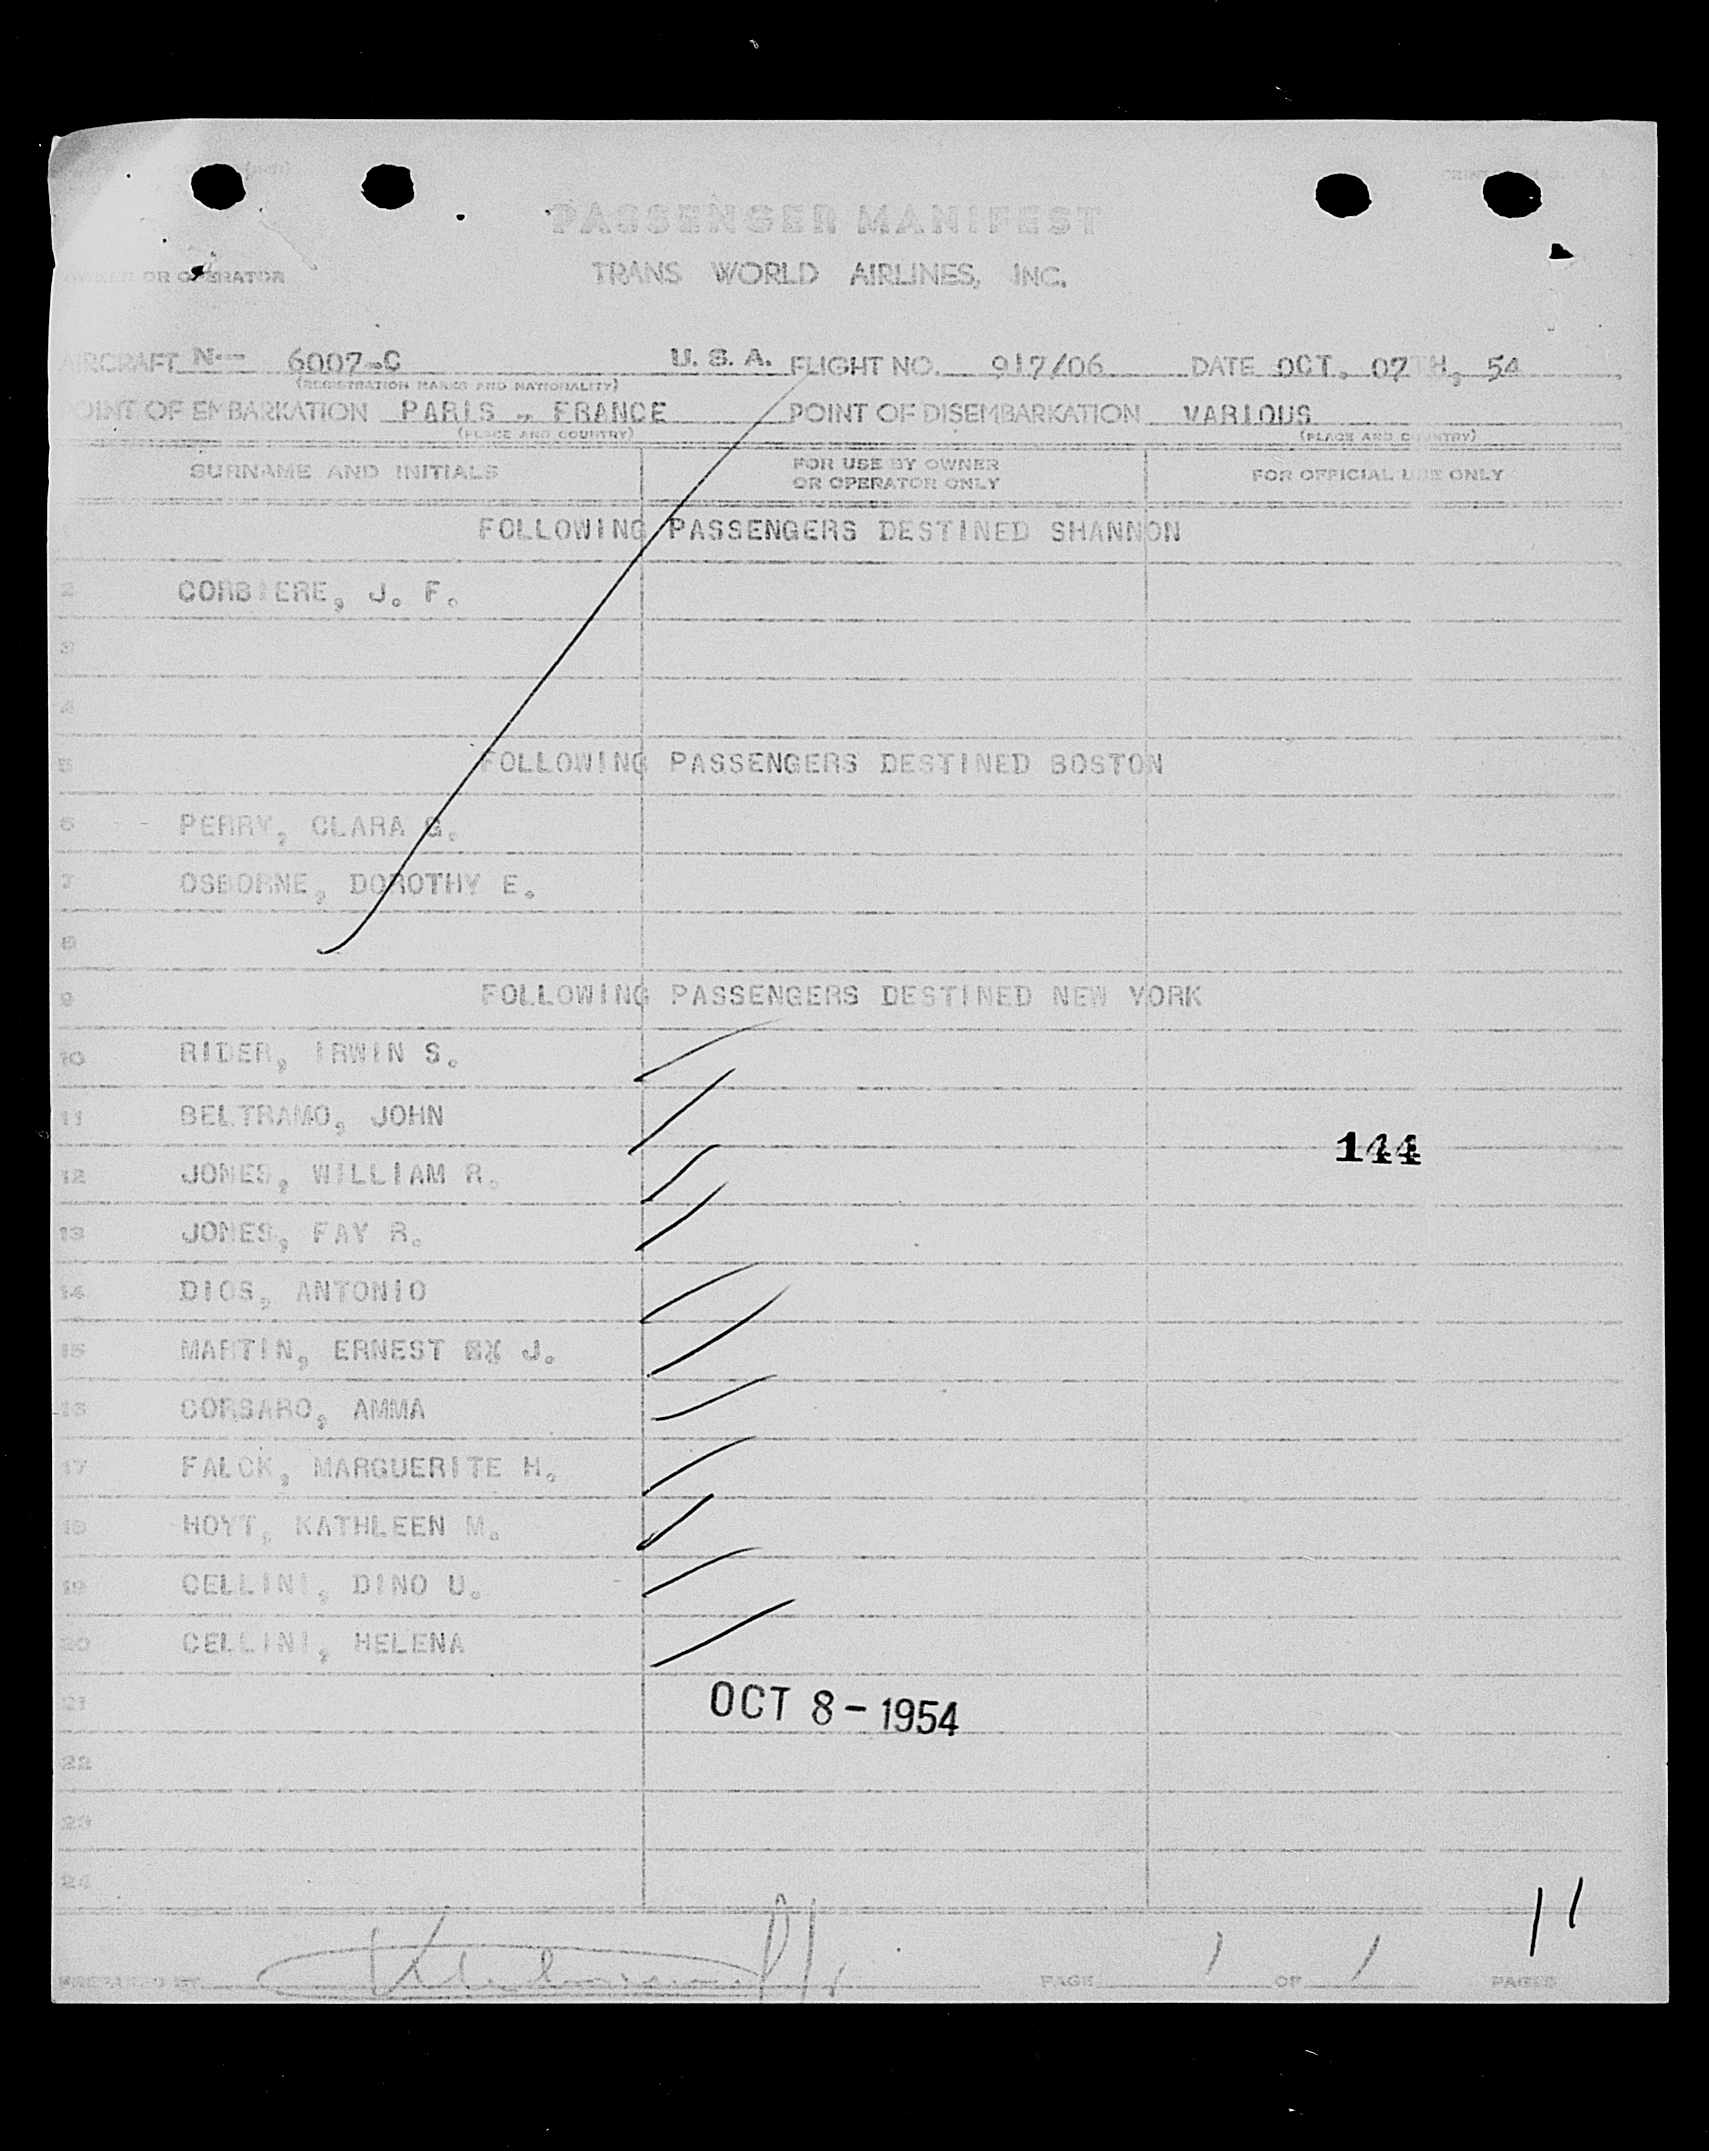 PASSENGER MANIFEST
OWNER OR OPERATOR TRANS WORLD AIRLINES, INC.
AIRCRAFT N-- 6007-C U. S. A. FLIGHT NO. 917/06 DATE OCT. 07TH, 54
(REGISTRATION MARKS AND NATIONALITY)
POINT OF EMBARKATION PARIS - FRANCE POINT OF DISEMBARKATION VARIOUS
(PLACE AND COUNTRY) (PLACE AND COUNTRY)
SURNAME AND INITIALS FOR USE BY OWNER OR OPERATOR ONLY FOR OFFICIAL USE ONLY
FOLLOWING PASSENGERS DESTINED SHANNON
2 CORBIERE, J. F.
3
4
5 FOLLOWING PASSENGERS DESTINED BOSTON
6 PERRY, CLARA G.
7 OSBORNE, DOROTHY E.
8
9 FOLLOWING PASSENGERS DESTINED NEW YORK
10 RIDER, IRWIN S.
11 BELTRAMO, JOHN
144
12 JONES, WILLIAM R.
13 JONES, FAY R.
14 DIOS, ANTONIO
15 MARTIN, ERNEST J.
16 CORSARO, AMMA
17 FALCK, MARGUERITE H.
18 HOYT, KATHLEEN M.
19 CELLINI, DINO U.
20 CELLINI, HELENA
21 OCT 8 - 1954
22
23
24
11
PREPARED BY PAGE 1 OF 1 PAGES